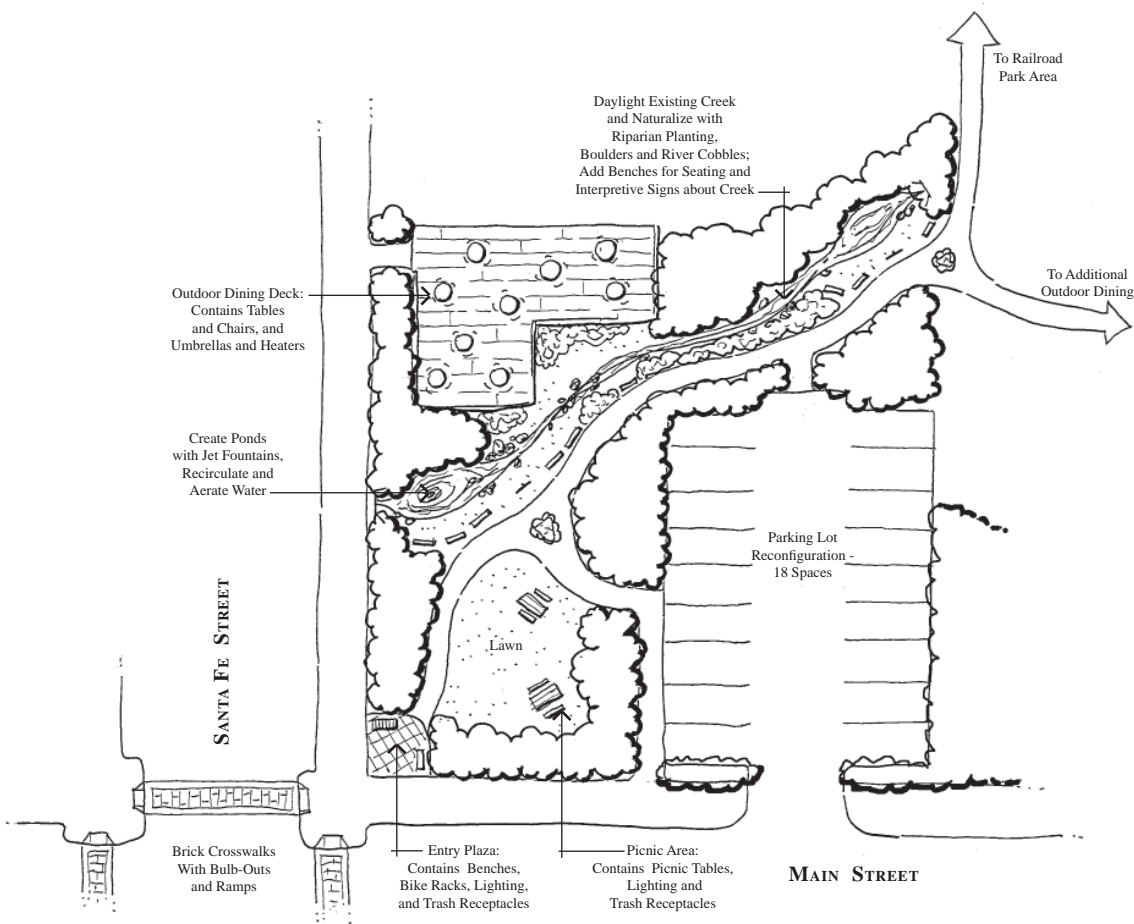 To Railroad
Park Area
Daylight Existing Creek
and Naturalize with
Riparian Planting,
Boulders and River Cobbles;
Add Benches for Seating and
Interpretive Signs about Creek
To Additional
Outdoor Dining
Outdoor Dining Deck:
Contains Tables
and Chairs, and
Umbrellas and Heaters
Create Ponds
with Jet Fountains,
Recirculate and
Aerate Water
Parking Lot
Reconfiguration -
18 Spaces
SANTA FE STREET
Lawn
Brick Crosswalks
With Bulb-Outs
and Ramps
Entry Plaza:
Contains Benches,
Bike Racks, Lighting,
and Trash Receptacles
Picnic Area:
Contains Picnic Tables,
Lighting and
Trash Receptacles
MAIN STREET